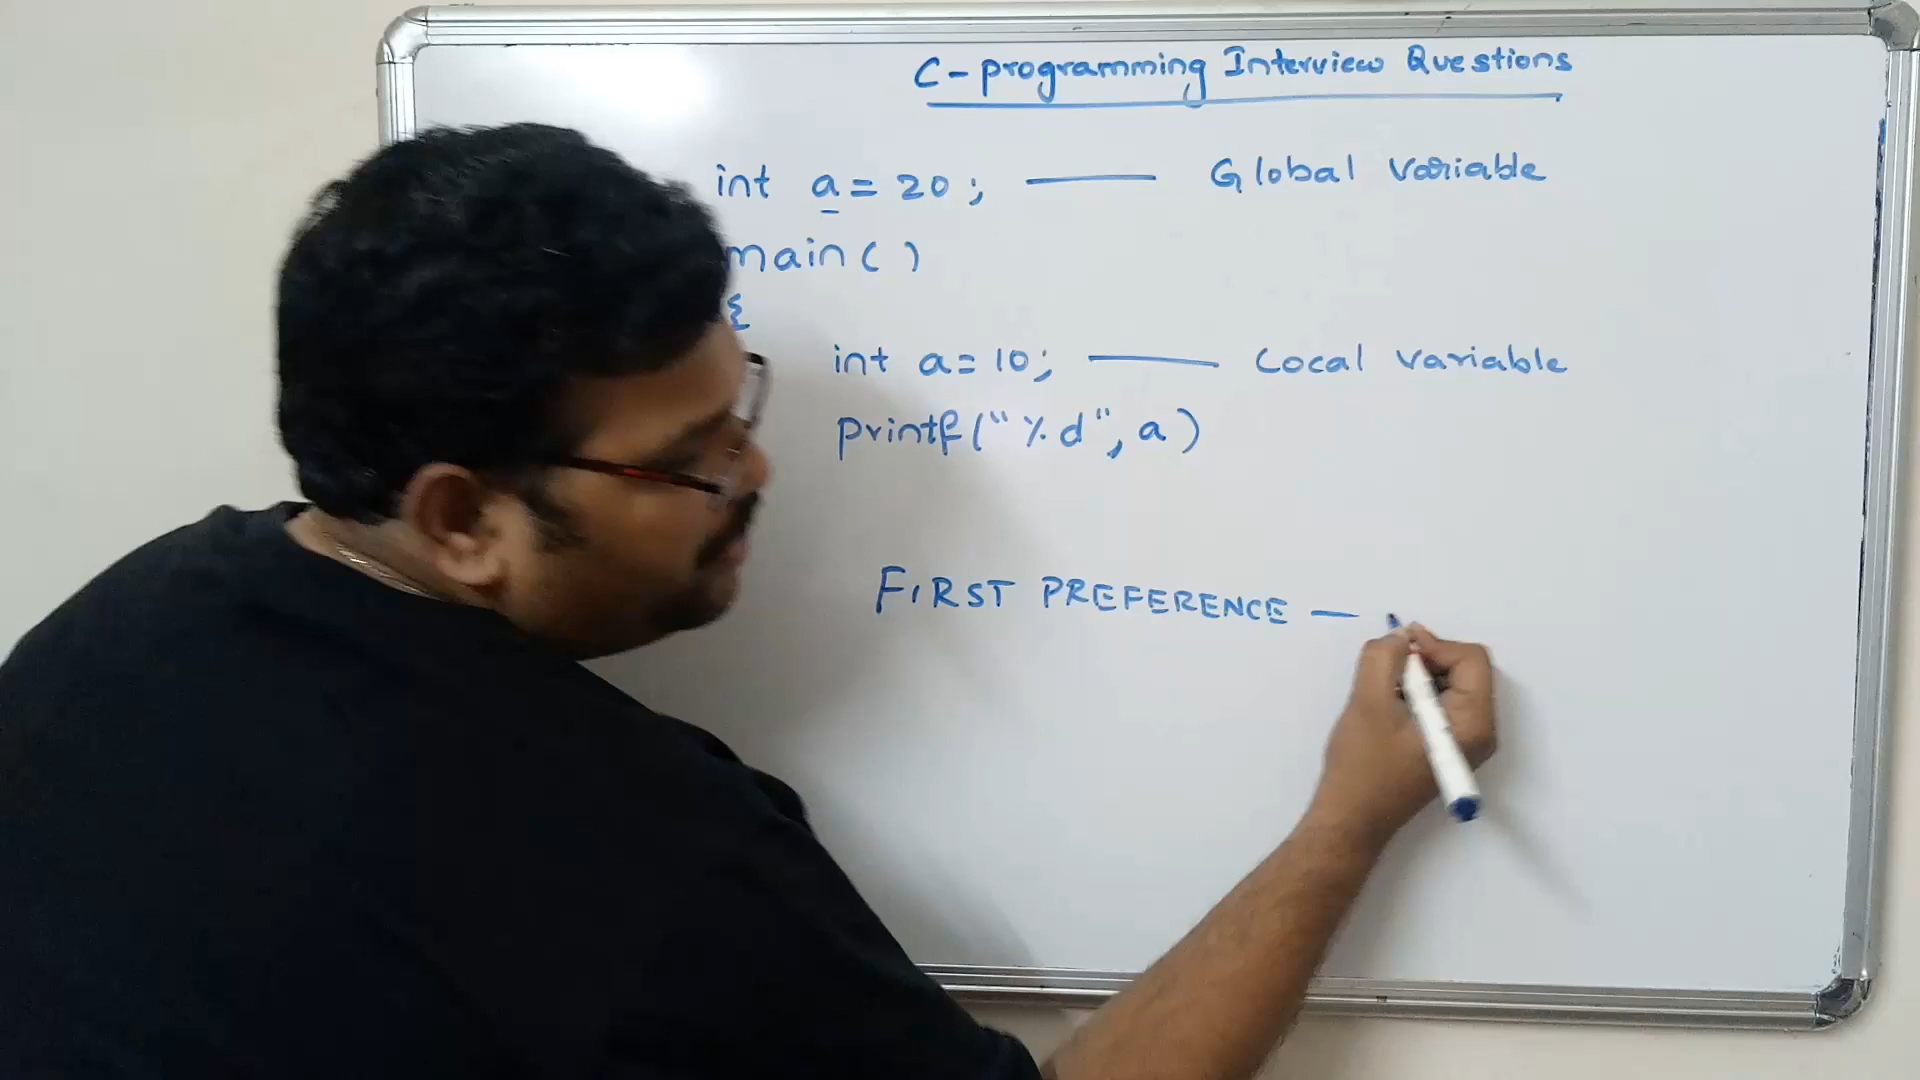 C-programming Interview Questions
int a = 20 ; —— Global variable
main ( )
{
int a = 10 ; —— Local variable
printf ( " % d " , a )
FIRST PREFERENCE —